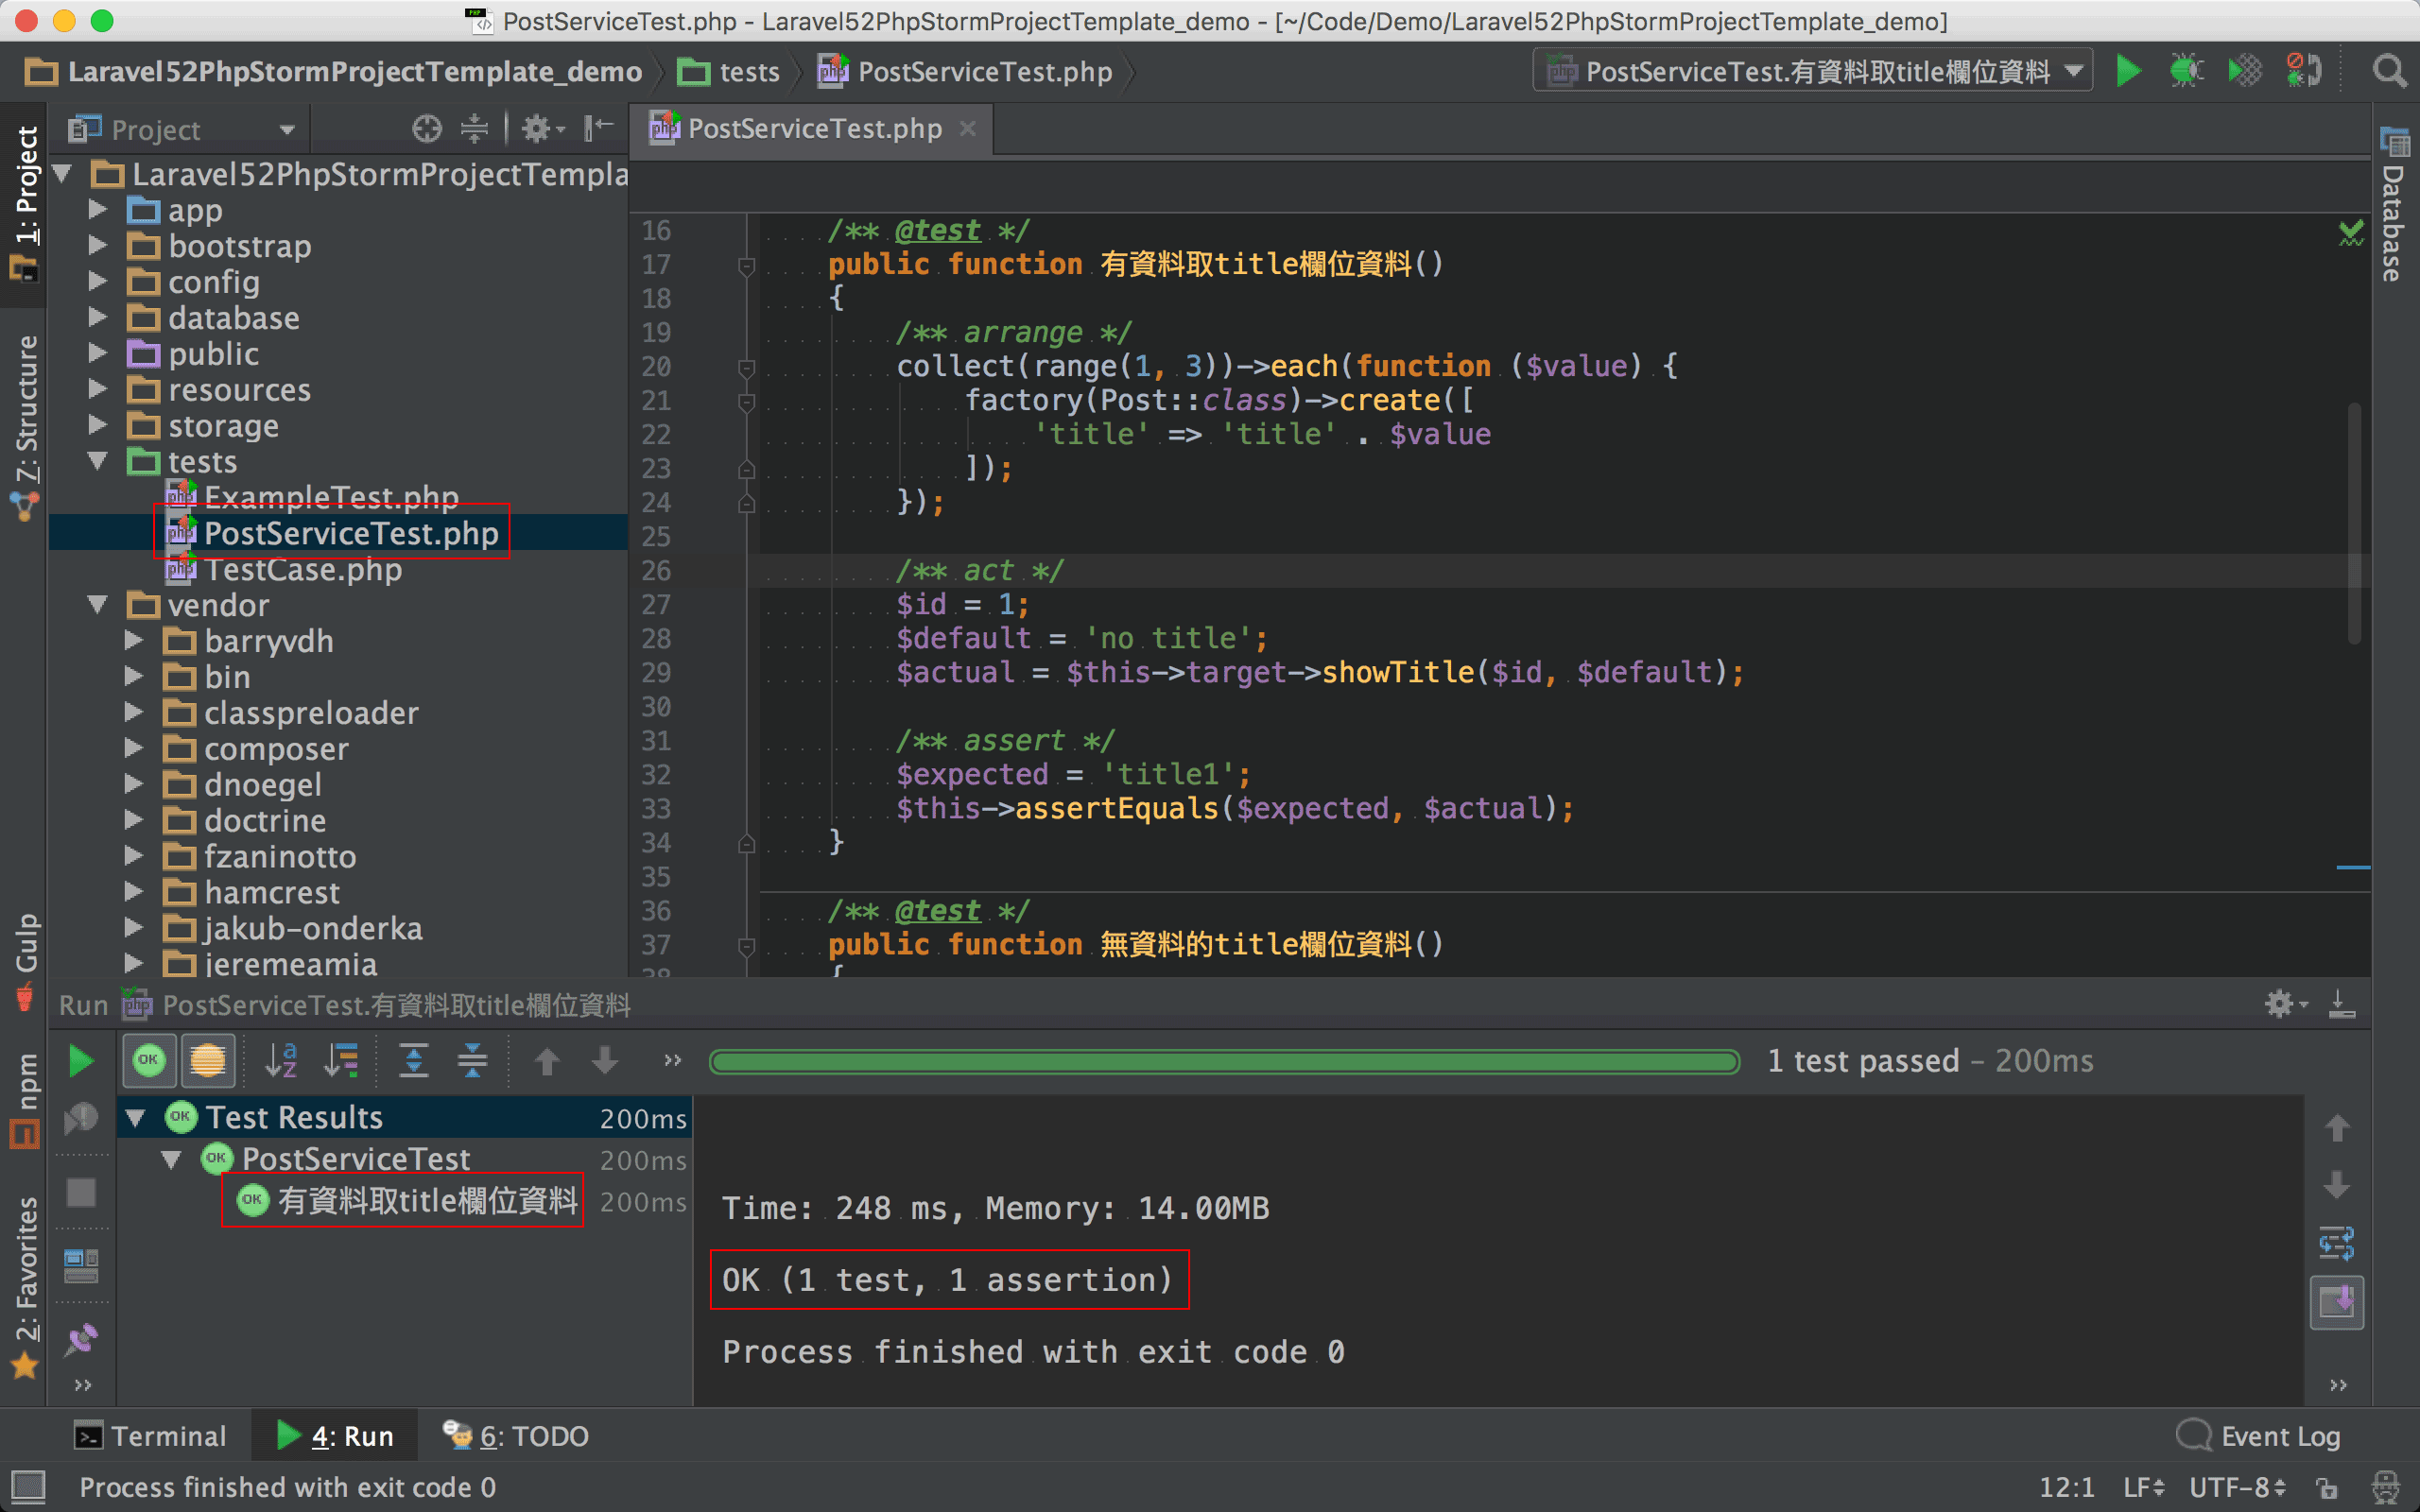 PostServiceTest.php - Laravel52PhpStormProjectTemplate_demo - [~/Code/Demo/Laravel52PhpStormProjectTemplate_demo]
Laravel52PhpStormProjectTemplate_demo tests PostServiceTest.php PostServiceTest.有資料取title欄位資料
Project
PostServiceTest.php
1: Project
Z: Structure
Gulp
npm
2: Favorites
Database
Laravel52PhpStormProjectTempla
app
bootstrap
config
database
public
resources
storage
tests
ExampleTest.php
PostServiceTest.php
TestCase.php
vendor
barryvdh
bin
classpreloader
composer
dnoegel
doctrine
fzaninotto
hamcrest
jakub-onderka
jeremeamia
16 /** @test */
17 public function 有資料取title欄位資料()
18 {
19 /** arrange */
20 collect(range(1, 3))->each(function ($value) {
21 factory(Post::class)->create([
22 'title' => 'title' . $value
23 ]);
24 });
25
26 /** act */
27 $id = 1;
28 $default = 'no title';
29 $actual = $this->target->showTitle($id, $default);
30
31 /** assert */
32 $expected = 'title1';
33 $this->assertEquals($expected, $actual);
34 }
35
36 /** @test */
37 public function 無資料的title欄位資料()
38 {
Run PostServiceTest.有資料取title欄位資料
1 test passed – 200ms
Test Results 200ms
PostServiceTest 200ms
有資料取title欄位資料 200ms
Time: 248 ms, Memory: 14.00MB
OK (1 test, 1 assertion)
Process finished with exit code 0
Terminal 4: Run 6: TODO Event Log
Process finished with exit code 0 12:1 LF UTF-8